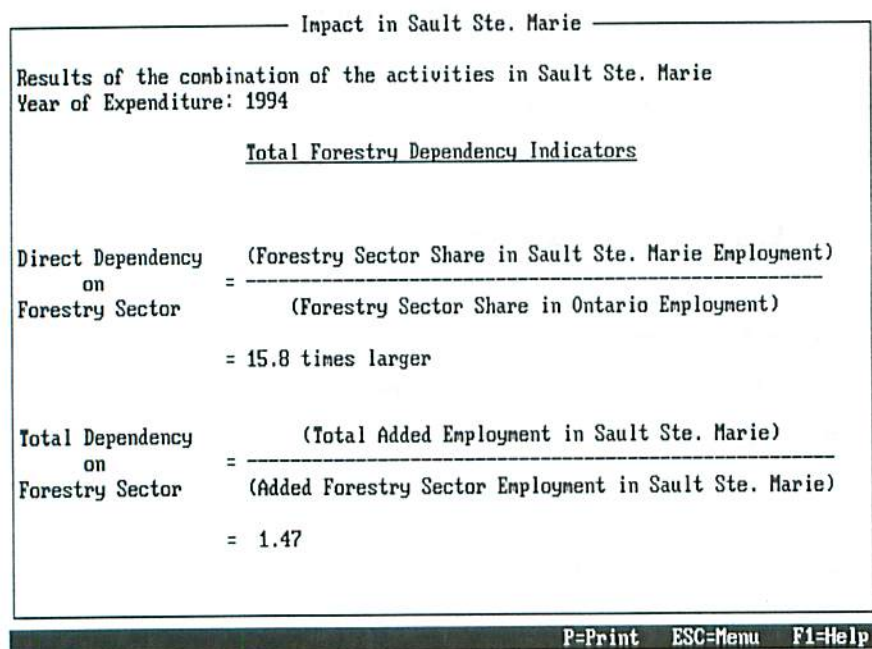 Impact in Sault Ste. Marie
Results of the combination of the activities in Sault Ste. Marie
Year of Expenditure: 1994
Total Forestry Dependency Indicators
Direct Dependency on Forestry Sector = (Forestry Sector Share in Sault Ste. Marie Employment)
(Forestry Sector Share in Ontario Employment)
= 15.8 times larger
Total Dependency on Forestry Sector = (Total Added Employment in Sault Ste. Marie)
(Added Forestry Sector Employment in Sault Ste. Marie)
= 1.47
P=Print ESC=Menu F1=Help